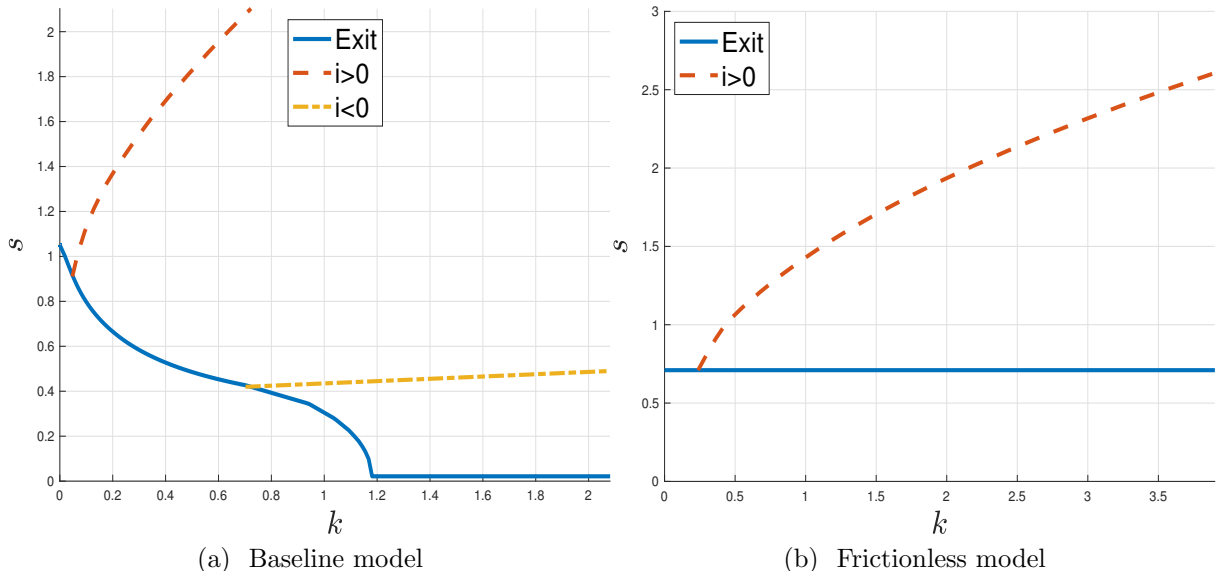 Exit
i>0
i<0
2
1.8
1.6
1.4
1.2
1
0.8
0.6
0.4
0.2
0
s
0 0.2 0.4 0.6 0.8 1 1.2 1.4 1.6 1.8 2
k
(a) Baseline model
Exit
i>0
3
2.5
2
1.5
1
0.5
0
s
0 0.5 1 1.5 2 2.5 3 3.5
k
(b) Frictionless model